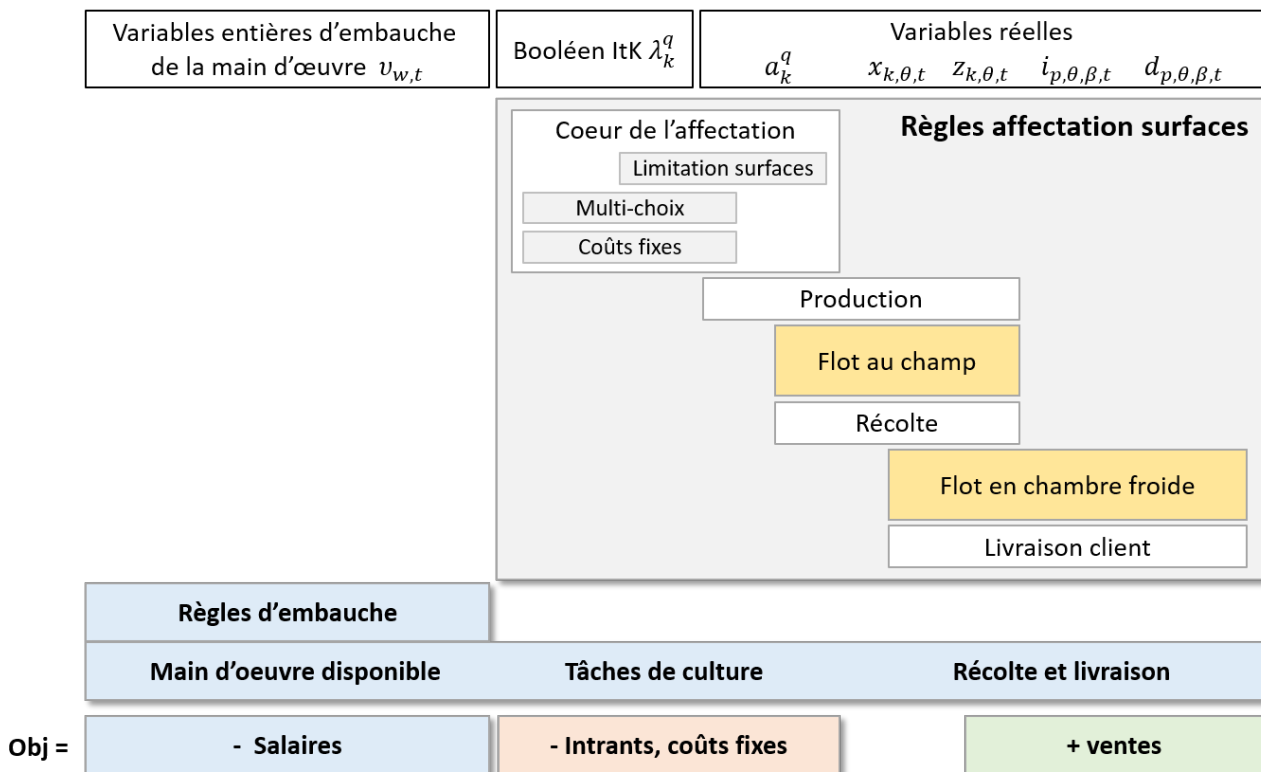 Variables entières d'embauche
de la main d'œuvre υ_{w,t}
Booléen ItK λ_k^q
Variables réelles
a_k^q x_{k,θ,t} z_{k,θ,t} i_{p,θ,β,t} d_{p,θ,β,t}
Règles affectation surfaces
Coeur de l'affectation
Limitation surfaces
Multi-choix
Coûts fixes
Production
Flot au champ
Récolte
Flot en chambre froide
Livraison client
Règles d'embauche
Main d'oeuvre disponible Tâches de culture Récolte et livraison
Obj = - Salaires - Intrants, coûts fixes + ventes